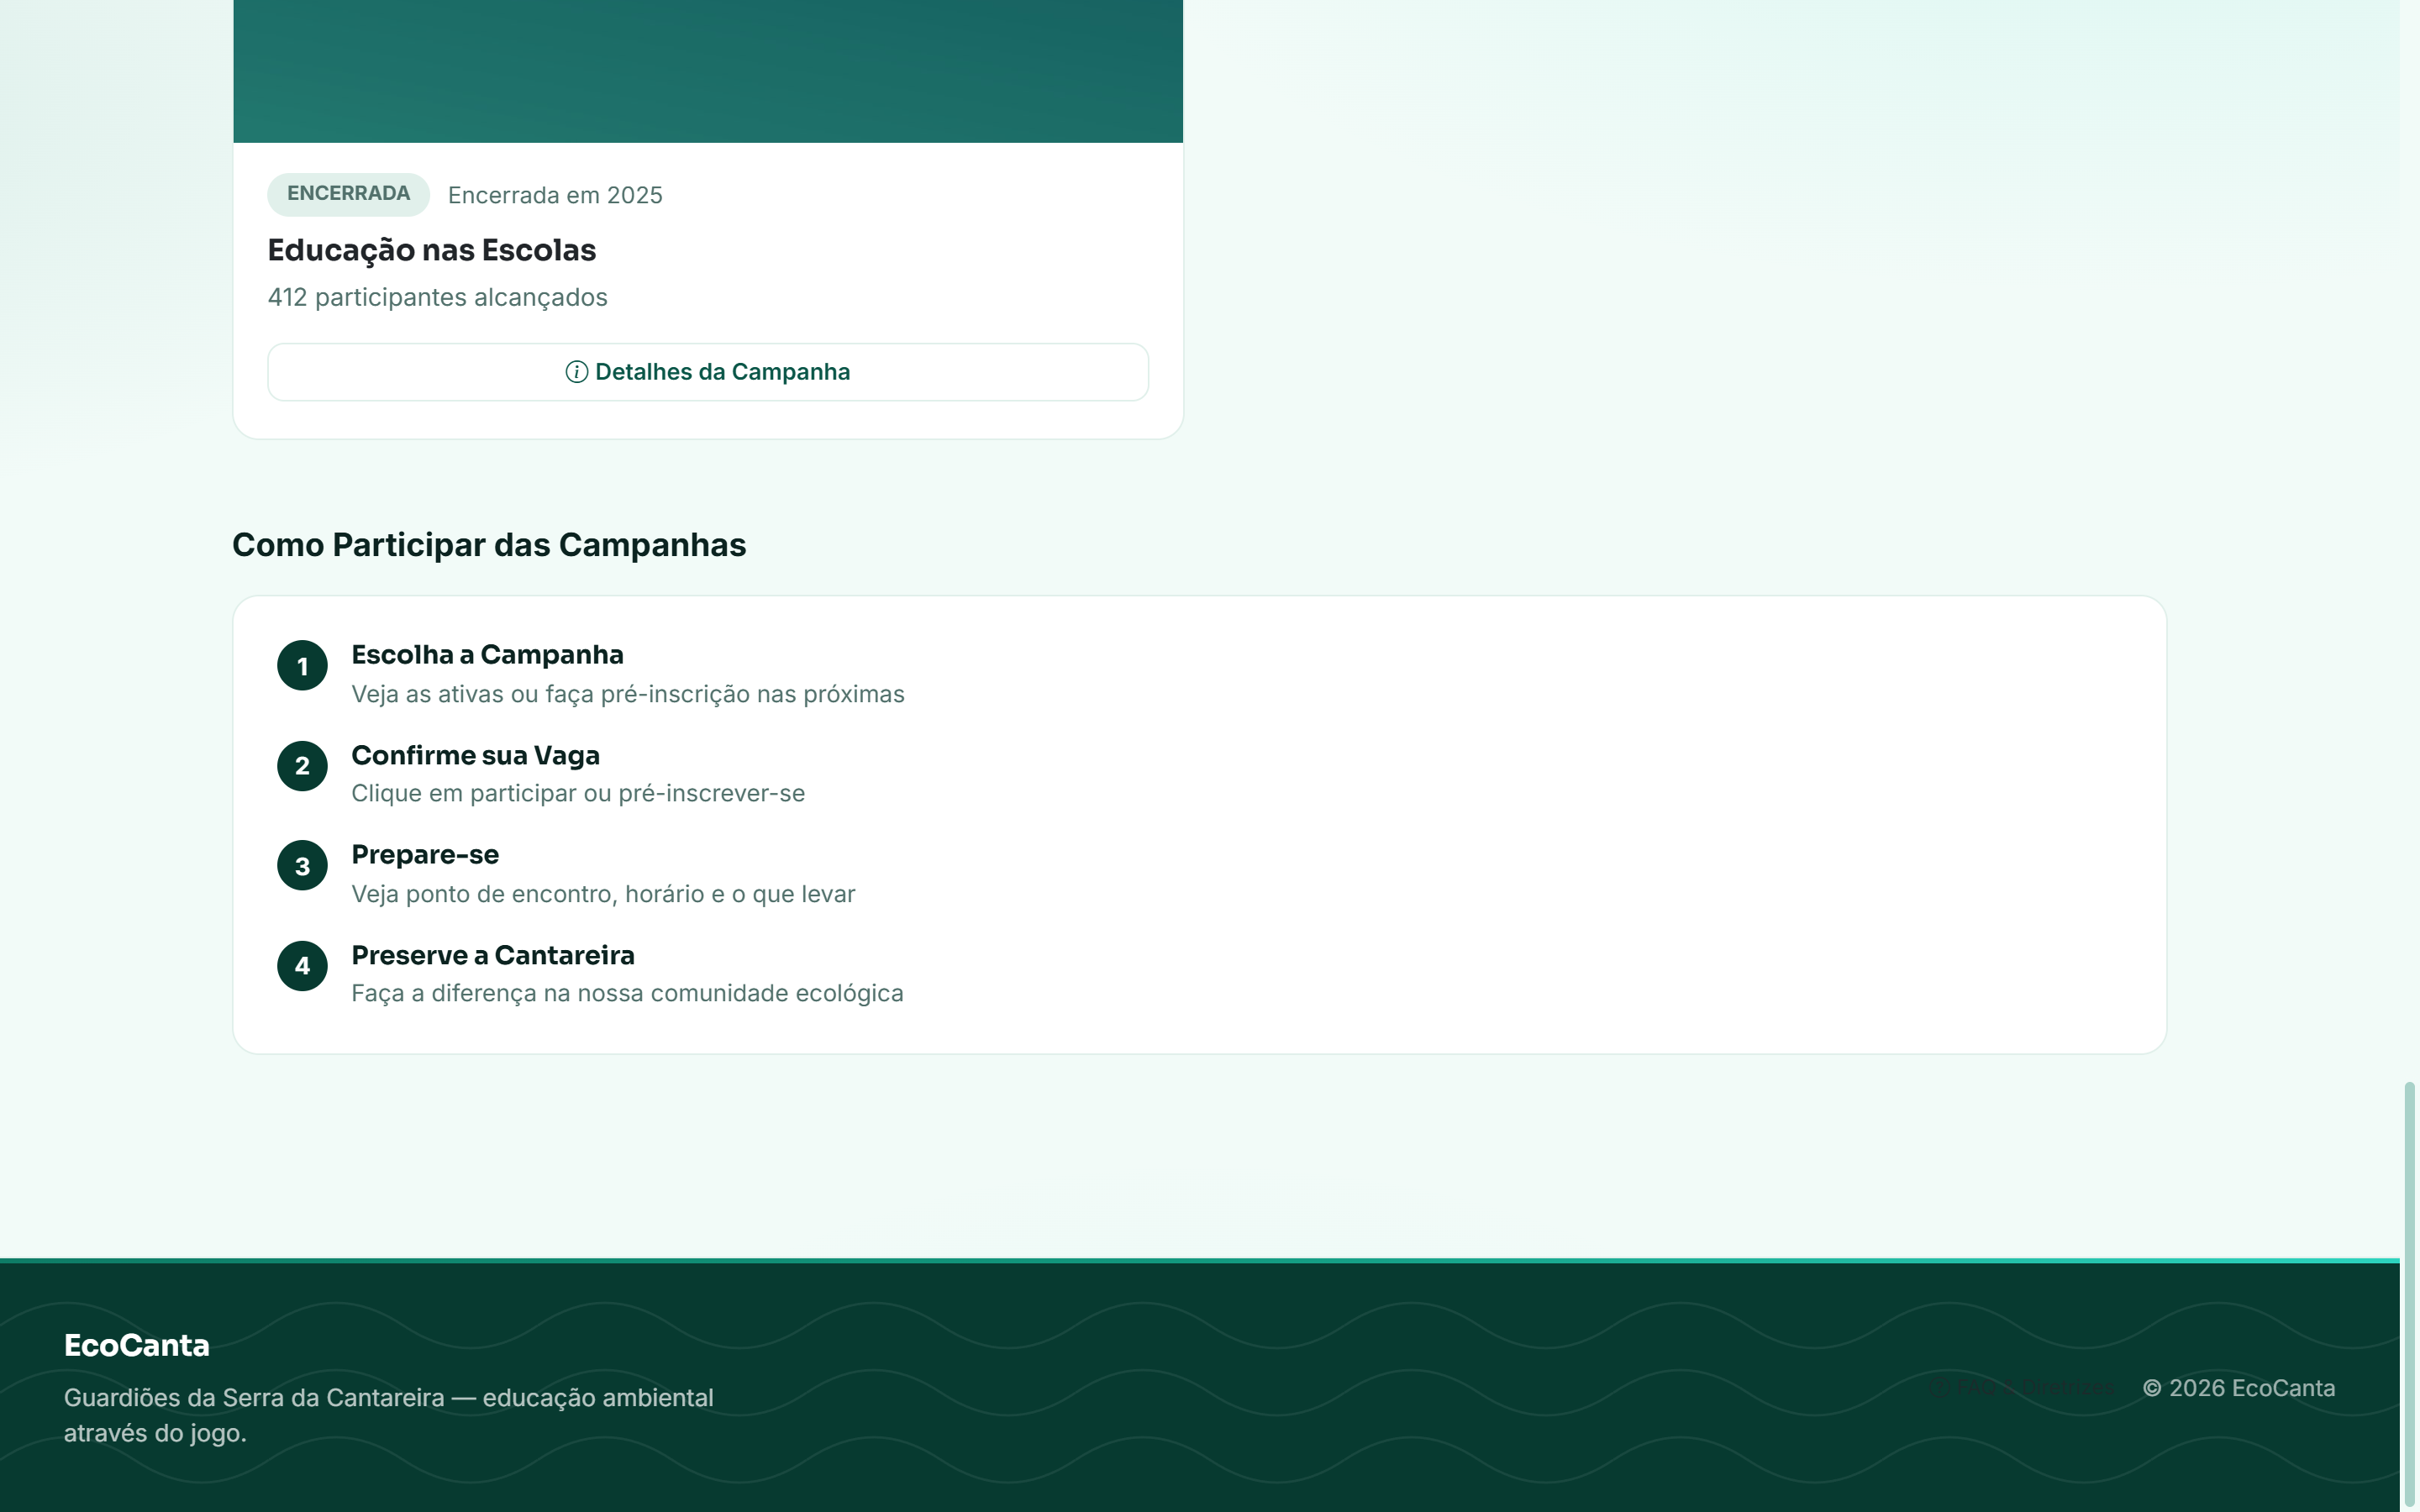 ENCERRADA Encerrada em 2025
Educação nas Escolas
412 participantes alcançados
Detalhes da Campanha
Como Participar das Campanhas
1 Escolha a Campanha
Veja as ativas ou faça pré-inscrição nas próximas
2 Confirme sua Vaga
Clique em participar ou pré-inscrever-se
3 Prepare-se
Veja ponto de encontro, horário e o que levar
4 Preserve a Cantareira
Faça a diferença na nossa comunidade ecológica
EcoCanta
Guardiões da Serra da Cantareira — educação ambiental
através do jogo.
FAQ & Diretrizes © 2026 EcoCanta